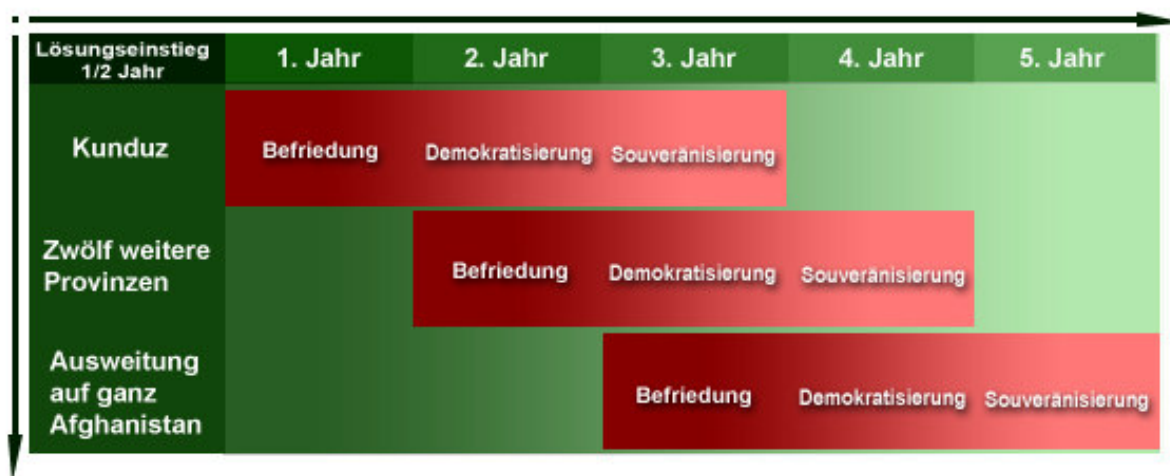 Lösungseinstieg
1/2 Jahr
1. Jahr
2. Jahr
3. Jahr
4. Jahr
5. Jahr
Kunduz
Befriedung
Demokratisierung
Souveränisierung
Zwölf weitere
Provinzen
Befriedung
Demokratisierung
Souveränisierung
Ausweitung
auf ganz
Afghanistan
Befriedung
Demokratisierung
Souveränisierung